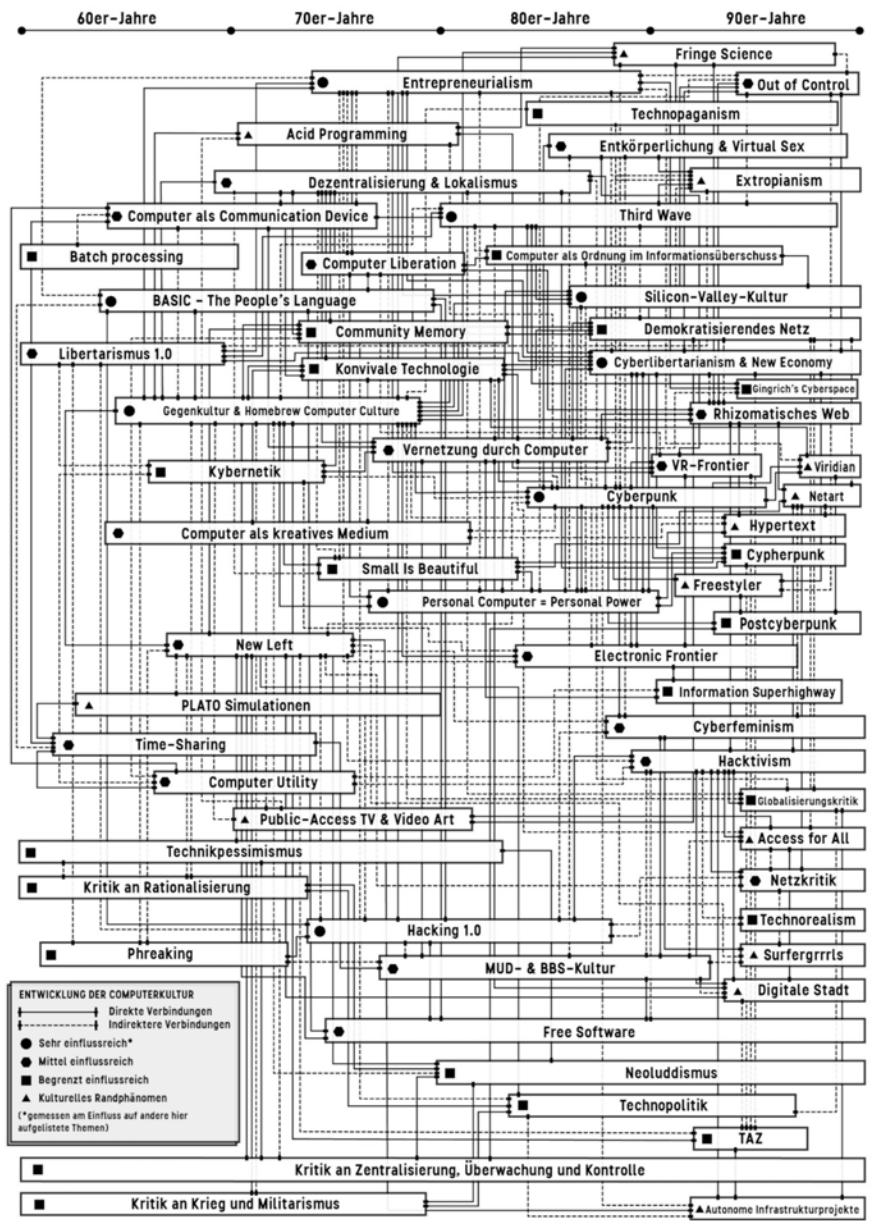 60er-Jahre 70er-Jahre 80er-Jahre 90er-Jahre
Fringe Science
Entrepreneurialism
Out of Control
Technopaganism
Acid Programming
Entkörperlichung & Virtual Sex
Dezentralisierung & Lokalismus
Extropianism
Computer als Communication Device
Third Wave
Batch processing
Computer als Ordnung im Informationsüberschuss
Computer Liberation
BASIC - The People's Language
Silicon-Valley-Kultur
Community Memory
Demokratisierendes Netz
Libertarismus 1.0
Konvivale Technologie
Cyberlibertarianism & New Economy
Gingrich's Cyberspace
Gegenkultur & Homebrew Computer Culture
Rhizomatisches Web
Vernetzung durch Computer
Kybernetik
VR-Frontier
Viridian
Cyberpunk
Netart
Computer als kreatives Medium
Hypertext
Cypherpunk
Small Is Beautiful
Freestyler
Personal Computer = Personal Power
Postcyberpunk
New Left
Electronic Frontier
Information Superhighway
PLATO Simulationen
Cyberfeminism
Time-Sharing
Hacktivism
Computer Utility
Globalisierungskritik
Public-Access TV & Video Art
Access for All
Technikpessimismus
Netzkritik
Kritik an Rationalisierung
Technorealism
Hacking 1.0
Phreaking
Surfergrrrls
MUD- & BBS-Kultur
Digitale Stadt
ENTWICKLUNG DER COMPUTERKULTUR
Direkte Verbindungen
Indirektere Verbindungen
Sehr einflussreich*
Mittel einflussreich
Begrenzt einflussreich
Kulturelles Randphänomen
(*gemessen am Einfluss auf andere hier
aufgelistete Themen)
Free Software
Neoluddismus
Technopolitik
TAZ
Kritik an Zentralisierung, Überwachung und Kontrolle
Kritik an Krieg und Militarismus
Autonome Infrastrukturprojekte